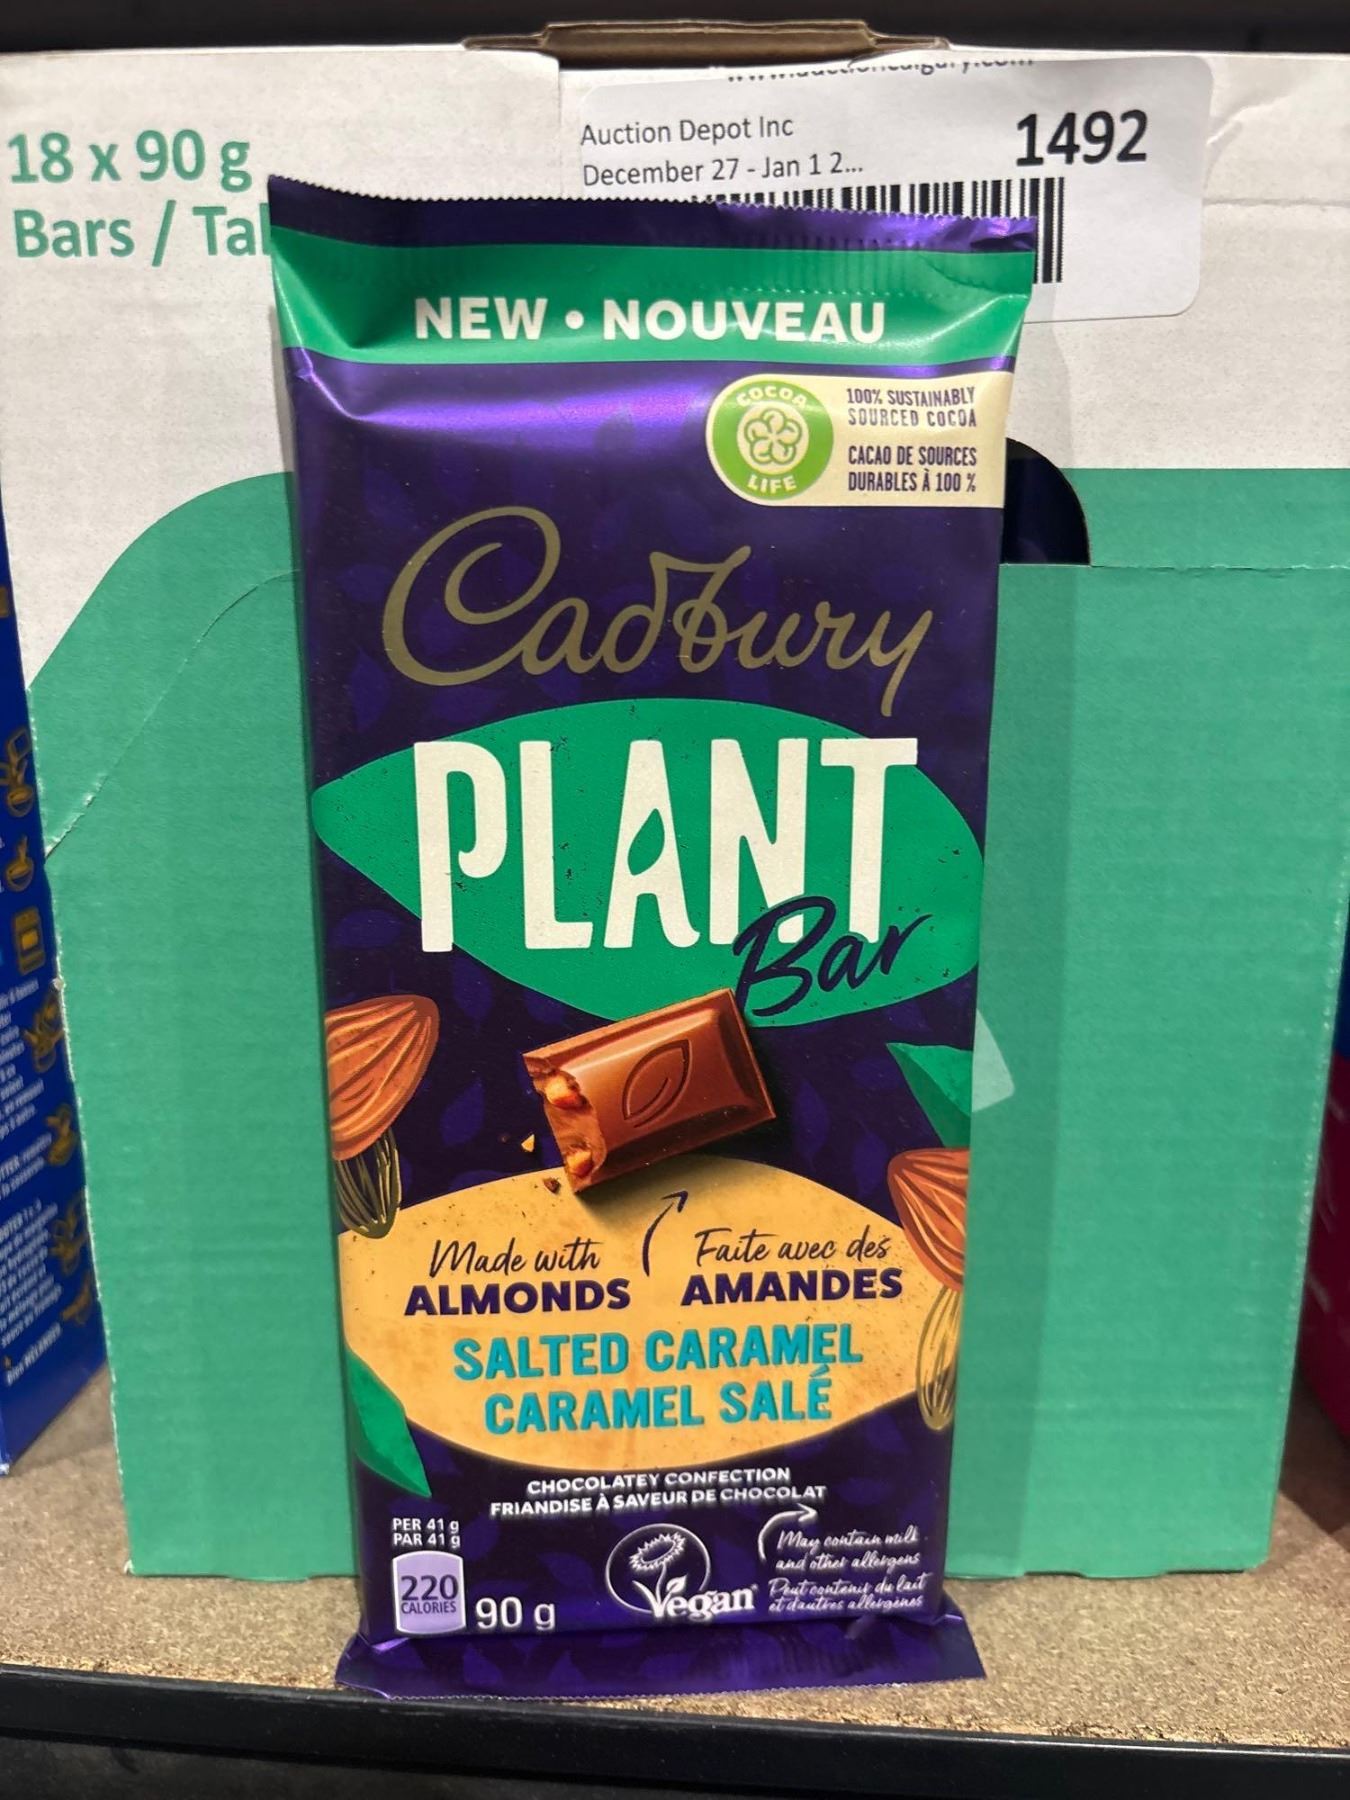 18 x 90 g
Bars / Tal
Auction Depot Inc
December 27 - Jan 1 2...
1492
NEW • NOUVEAU
COCOA
LIFE
100% SUSTAINABLY
SOURCED COCOA
CACAO DE SOURCES
DURABLES À 100 %
Cadbury
PLANT
Bar
Made with
ALMONDS
Faite avec des
AMANDES
SALTED CARAMEL
CARAMEL SALÉ
CHOCOLATEY CONFECTION
FRIANDISE À SAVEUR DE CHOCOLAT
PER 41 g
PAR 41 g
220
CALORIES
90 g
Vegan
May contain milk
and other allergens
Peut contenir du lait
et d'autres allergènes